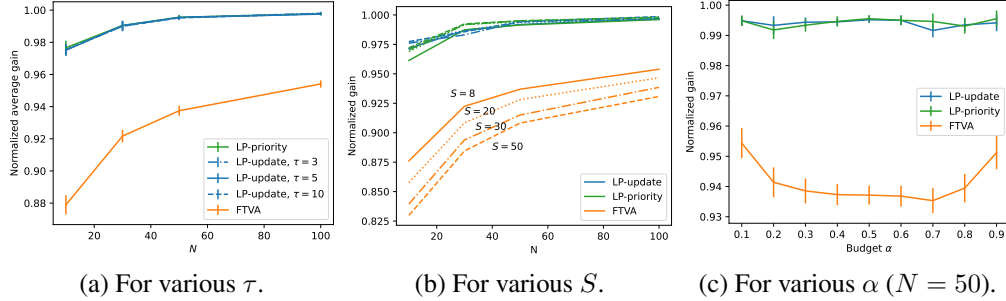 Normalized average gain
1.00
0.98
0.96
0.94
0.92
0.90
0.88
20
40
60
80
100
N
LP-priority
LP-update, τ = 3
LP-update, τ = 5
LP-update, τ = 10
FTVA
(a) For various τ.
Normalized gain
1.000
0.975
0.950
0.925
0.900
0.875
0.850
0.825
20
40
60
80
100
N
S = 8
S = 20
S = 30
S = 50
LP-update
LP-priority
FTVA
(b) For various S.
Normalized gain
1.00
0.99
0.98
0.97
0.96
0.95
0.94
0.93
0.1
0.2
0.3
0.4
0.5
0.6
0.7
0.8
0.9
Budget α
LP-update
LP-priority
FTVA
(c) For various α (N = 50).